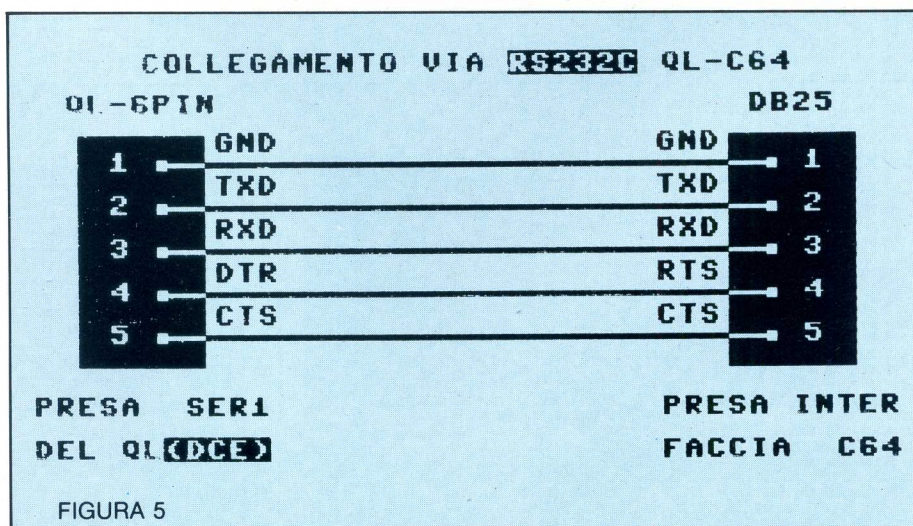 COLLEGAMENTO VIA RS232C QL-C64
QL-6PIN DB25
1 GND GND 1
2 TXD TXD 2
3 RXD RXD 3
4 DTR RTS 4
5 CTS CTS 5
PRESA SER1 PRESA INTER
DEL QL(DCE) FACCIA C64
FIGURA 5